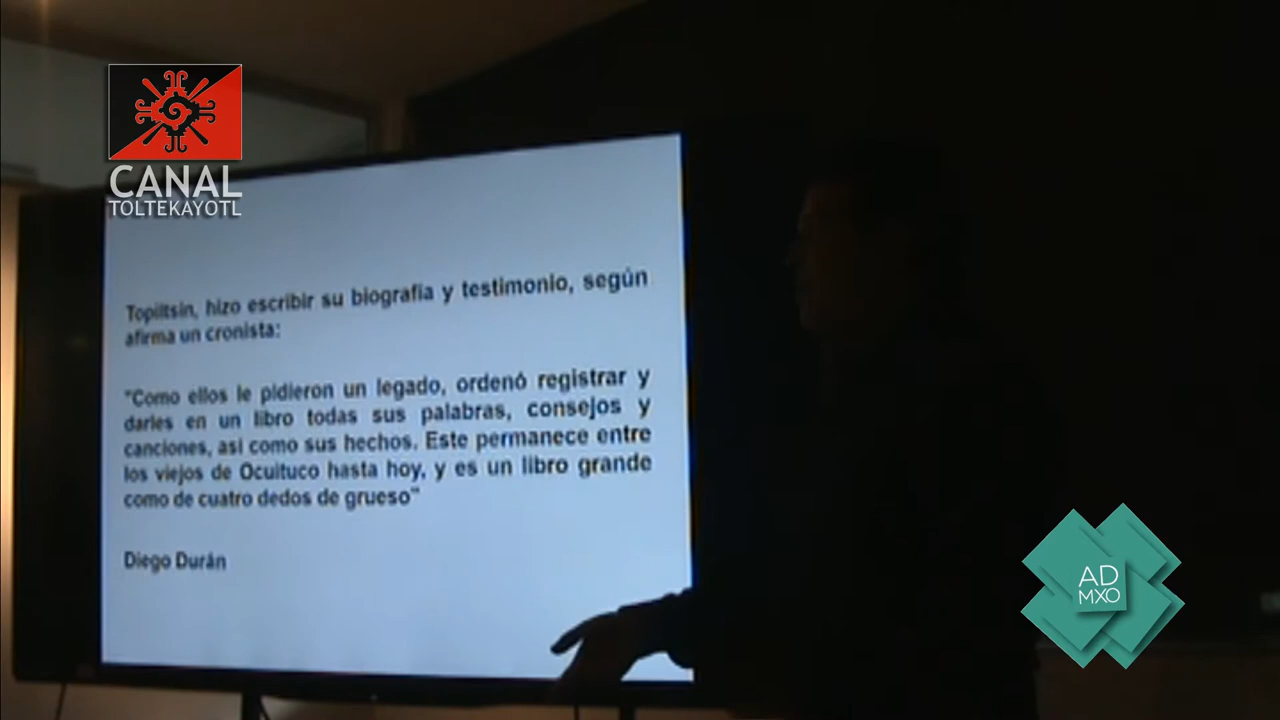 CANAL
TOLTEKAYOTL
Topiltsin, hizo escribir su biografia y testimonio, según
afirma un cronista:
"Como ellos le pidieron un legado, ordenó registrar y
darles en un libro todas sus palabras, consejos y
canciones, asi como sus hechos. Este permanece entre
los viejos de Ocuituco hasta hoy, y es un libro grande
como de cuatro dedos de grueso"
Diego Durán
AD
MXO